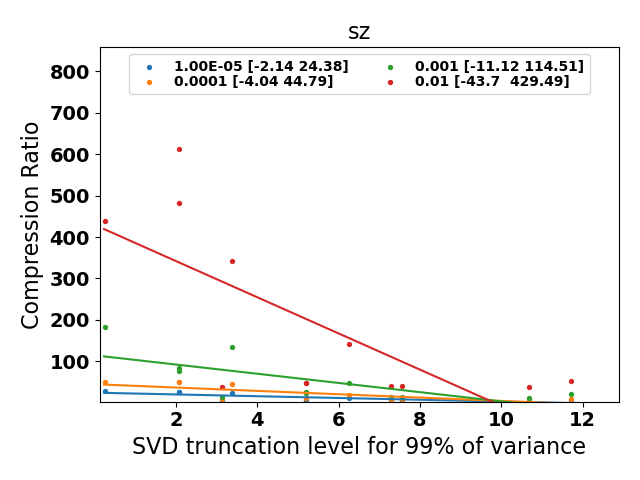 sz
1.00E-05 [-2.14 24.38]
0.0001 [-4.04 44.79]
0.001 [-11.12 114.51]
0.01 [-43.7  429.49]
Compression Ratio
800
700
600
500
400
300
200
100
2 4 6 8 10 12
SVD truncation level for 99% of variance